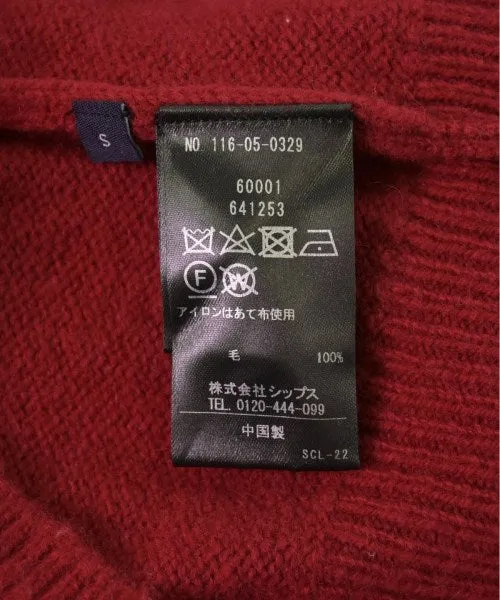 S
NO. 116-05-0329
60001
641253
F W
アイロンはあて布使用
毛 100%
株式会社シップス
TEL. 0120-444-099
中国製
SCL-22